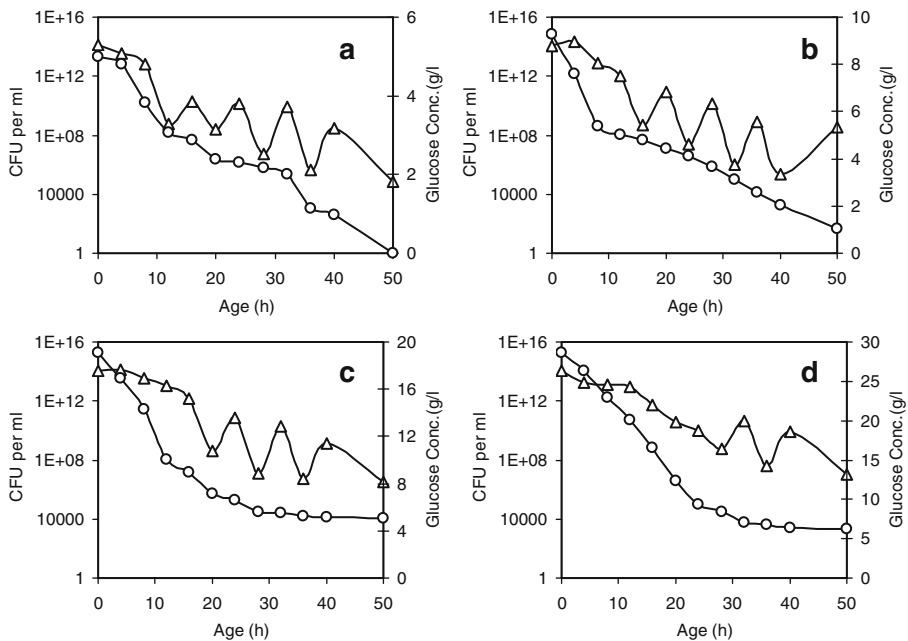 1E+16
1E+12
1E+08
10000
1
CFU per ml
6
4
2
0
Glucose Conc.(g/l
a
0 10 20 30 40 50
Age (h)
1E+16
1E+12
1E+08
10000
1
CFU per ml
10
8
6
4
2
0
Glucose Conc.(g/l
b
0 10 20 30 40 50
Age (h)
1E+16
1E+12
1E+08
10000
1
CFU per ml
20
16
12
8
4
0
Glucose Conc.(g/l
c
0 10 20 30 40 50
Age (h)
1E+16
1E+12
1E+08
10000
1
CFU per ml
30
25
20
15
10
5
0
Glucose Conc.(g/l
d
0 10 20 30 40 50
Age (h)